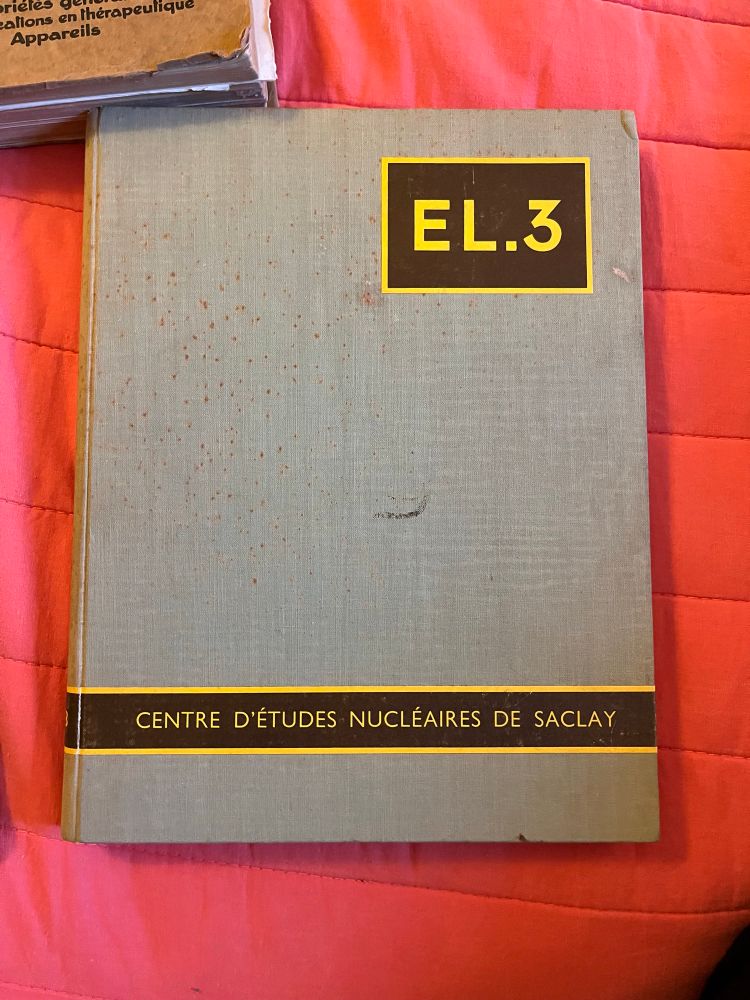 Appareils
en thérapeutique
EL.3
CENTRE D'ÉTUDES NUCLÉAIRES DE SACLAY